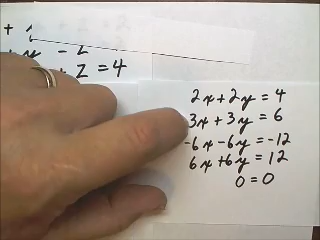 + z = 4
2x + 2y = 4
3x + 3y = 6
-6x - 6y = -12
6x + 6y = 12
0 = 0